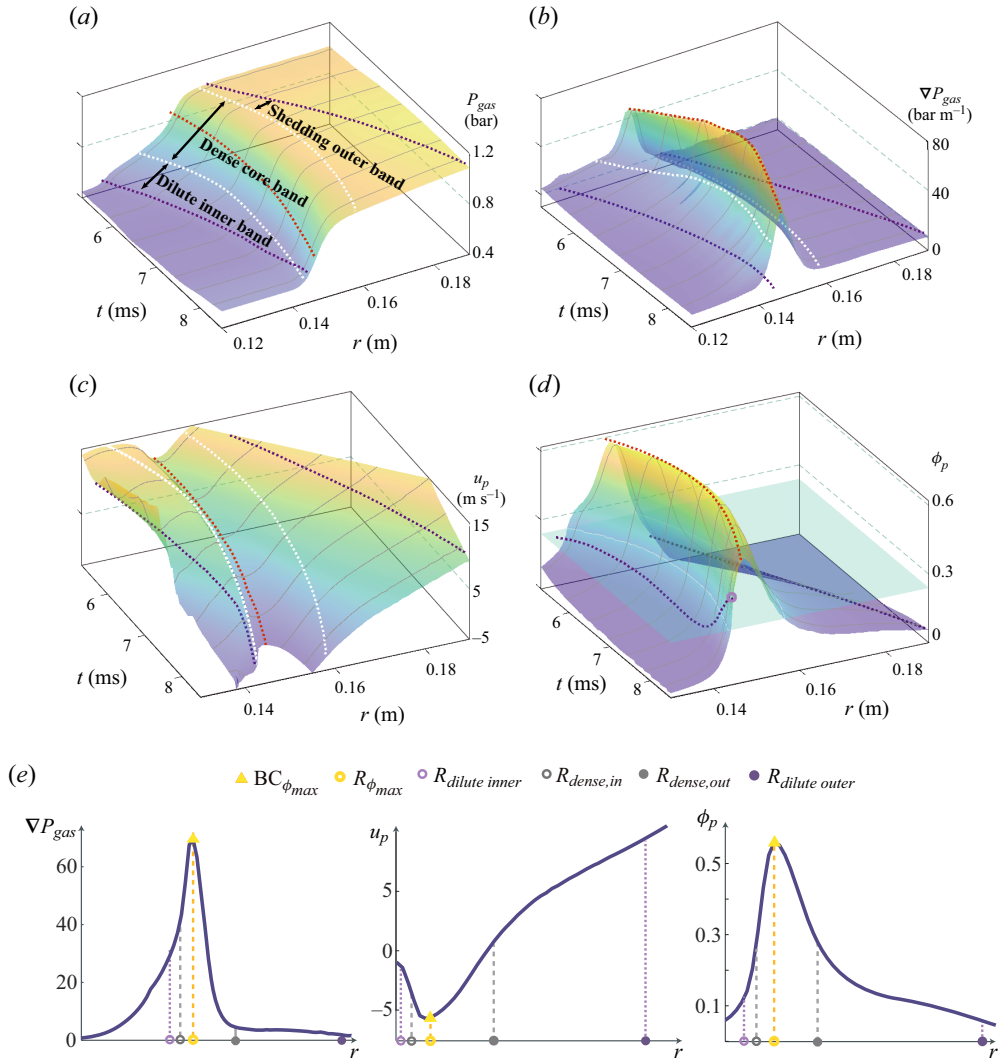 (a)
(b)
P_gas
(bar)
1.2
0.8
0.4
Shedding outer band
Dense core band
Dilute inner band
6
7
8
t (ms)
0.12
0.14
0.16
0.18
r (m)
∇P_gas
(bar m⁻¹)
80
40
0
6
7
8
t (ms)
0.12
0.14
0.16
0.18
r (m)
(c)
(d)
u_p
(m s⁻¹)
15
5
−5
6
7
8
t (ms)
0.14
0.16
0.18
r (m)
ϕ_p
0.6
0.3
0
6
7
8
t (ms)
0.14
0.16
0.18
r (m)
(e)
BC_ϕmax R_ϕmax R_dilute inner R_dense,in R_dense,out R_dilute outer
∇P_gas
60
40
20
0
r
u_p
5
0
−5
r
ϕ_p
0.5
0.3
0.1
r